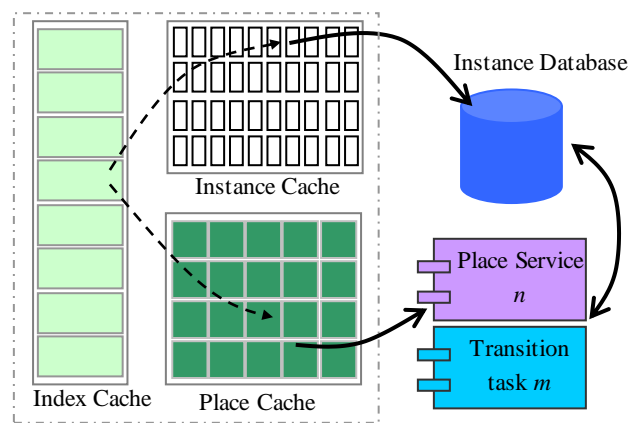 Instance Database
Instance Cache
Place Service
n
Transition
task m
Index Cache
Place Cache